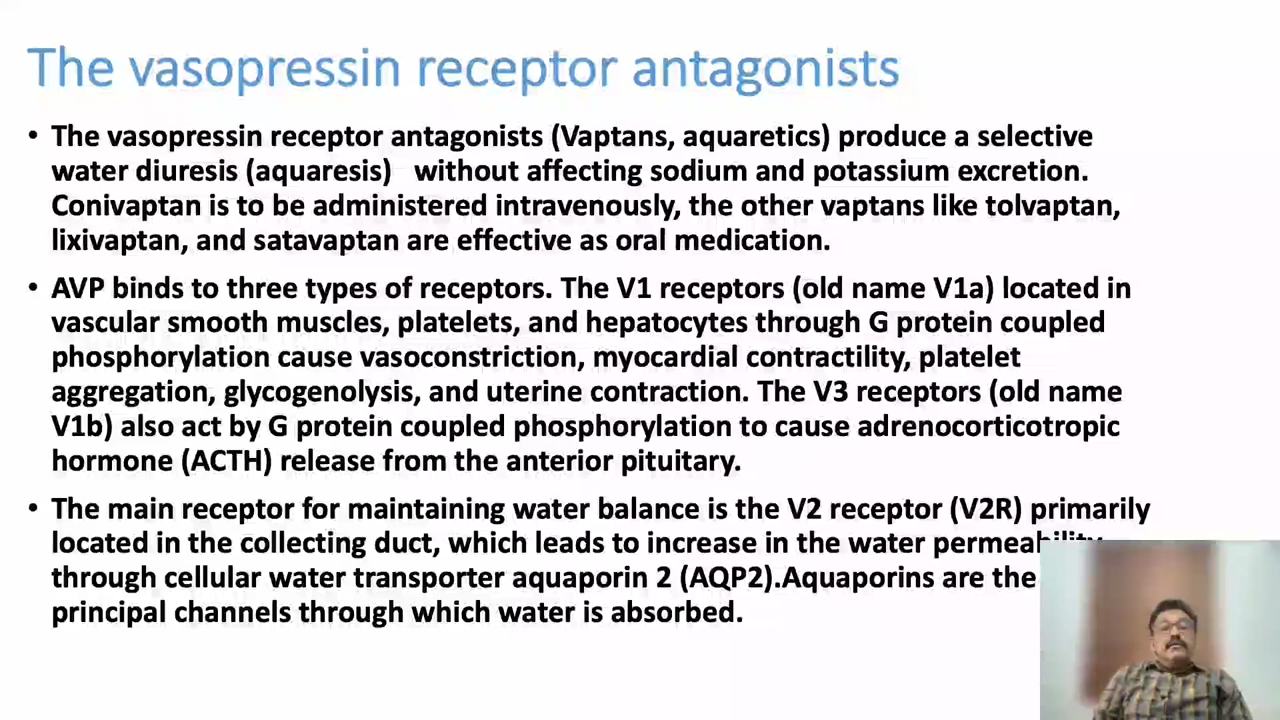 The vasopressin receptor antagonists
• The vasopressin receptor antagonists (Vaptans, aquaretics) produce a selective
water diuresis (aquaresis) without affecting sodium and potassium excretion.
Conivaptan is to be administered intravenously, the other vaptans like tolvaptan,
lixivaptan, and satavaptan are effective as oral medication.
• AVP binds to three types of receptors. The V1 receptors (old name V1a) located in
vascular smooth muscles, platelets, and hepatocytes through G protein coupled
phosphorylation cause vasoconstriction, myocardial contractility, platelet
aggregation, glycogenolysis, and uterine contraction. The V3 receptors (old name
V1b) also act by G protein coupled phosphorylation to cause adrenocorticotropic
hormone (ACTH) release from the anterior pituitary.
• The main receptor for maintaining water balance is the V2 receptor (V2R) primarily
located in the collecting duct, which leads to increase in the water permeability
through cellular water transporter aquaporin 2 (AQP2).Aquaporins are the
principal channels through which water is absorbed.